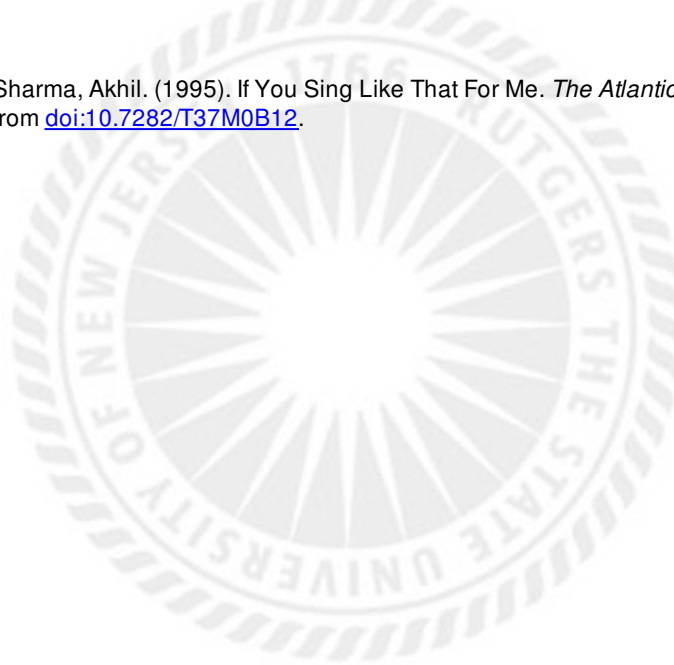 Sharma, Akhil. (1995). If You Sing Like That For Me. The Atlantic
from doi:10.7282/T37M0B12.
1766
RUTGERS THE STATE UNIVERSITY OF NEW JERSEY